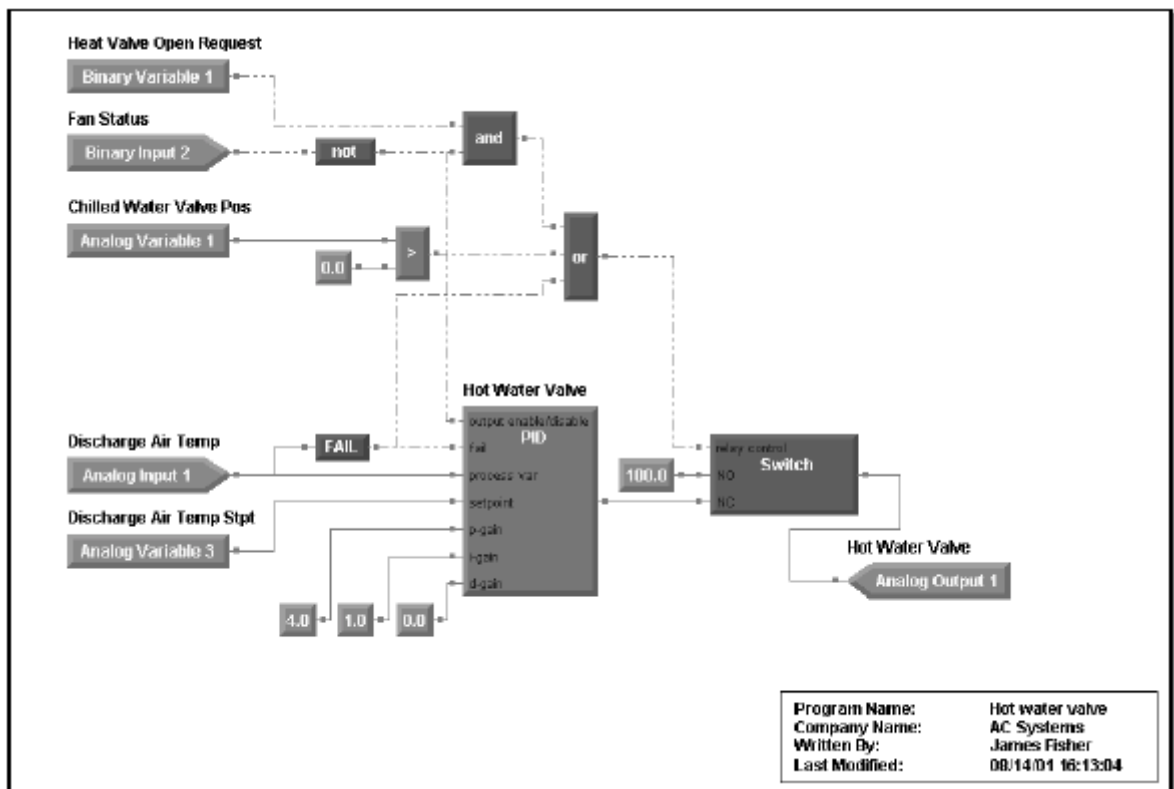 Heat Valve Open Request
Binary Variable 1
Fan Status
Binary Input 2
not
and
Chilled Water Valve Pos
Analog Variable 1
0.0
>
or
Hot Water Valve
output enable/disable
PID
fail
process var
setpoint
p-gain
i-gain
d-gain
Discharge Air Temp
FAIL
Analog Input 1
Discharge Air Temp Stpt
Analog Variable 3
4.0
1.0
0.0
100.0
relay control
Switch
NO
NC
Hot Water Valve
Analog Output 1
Program Name: Hot water valve
Company Name: AC Systems
Written By: James Fisher
Last Modified: 08/14/01 16:13:04